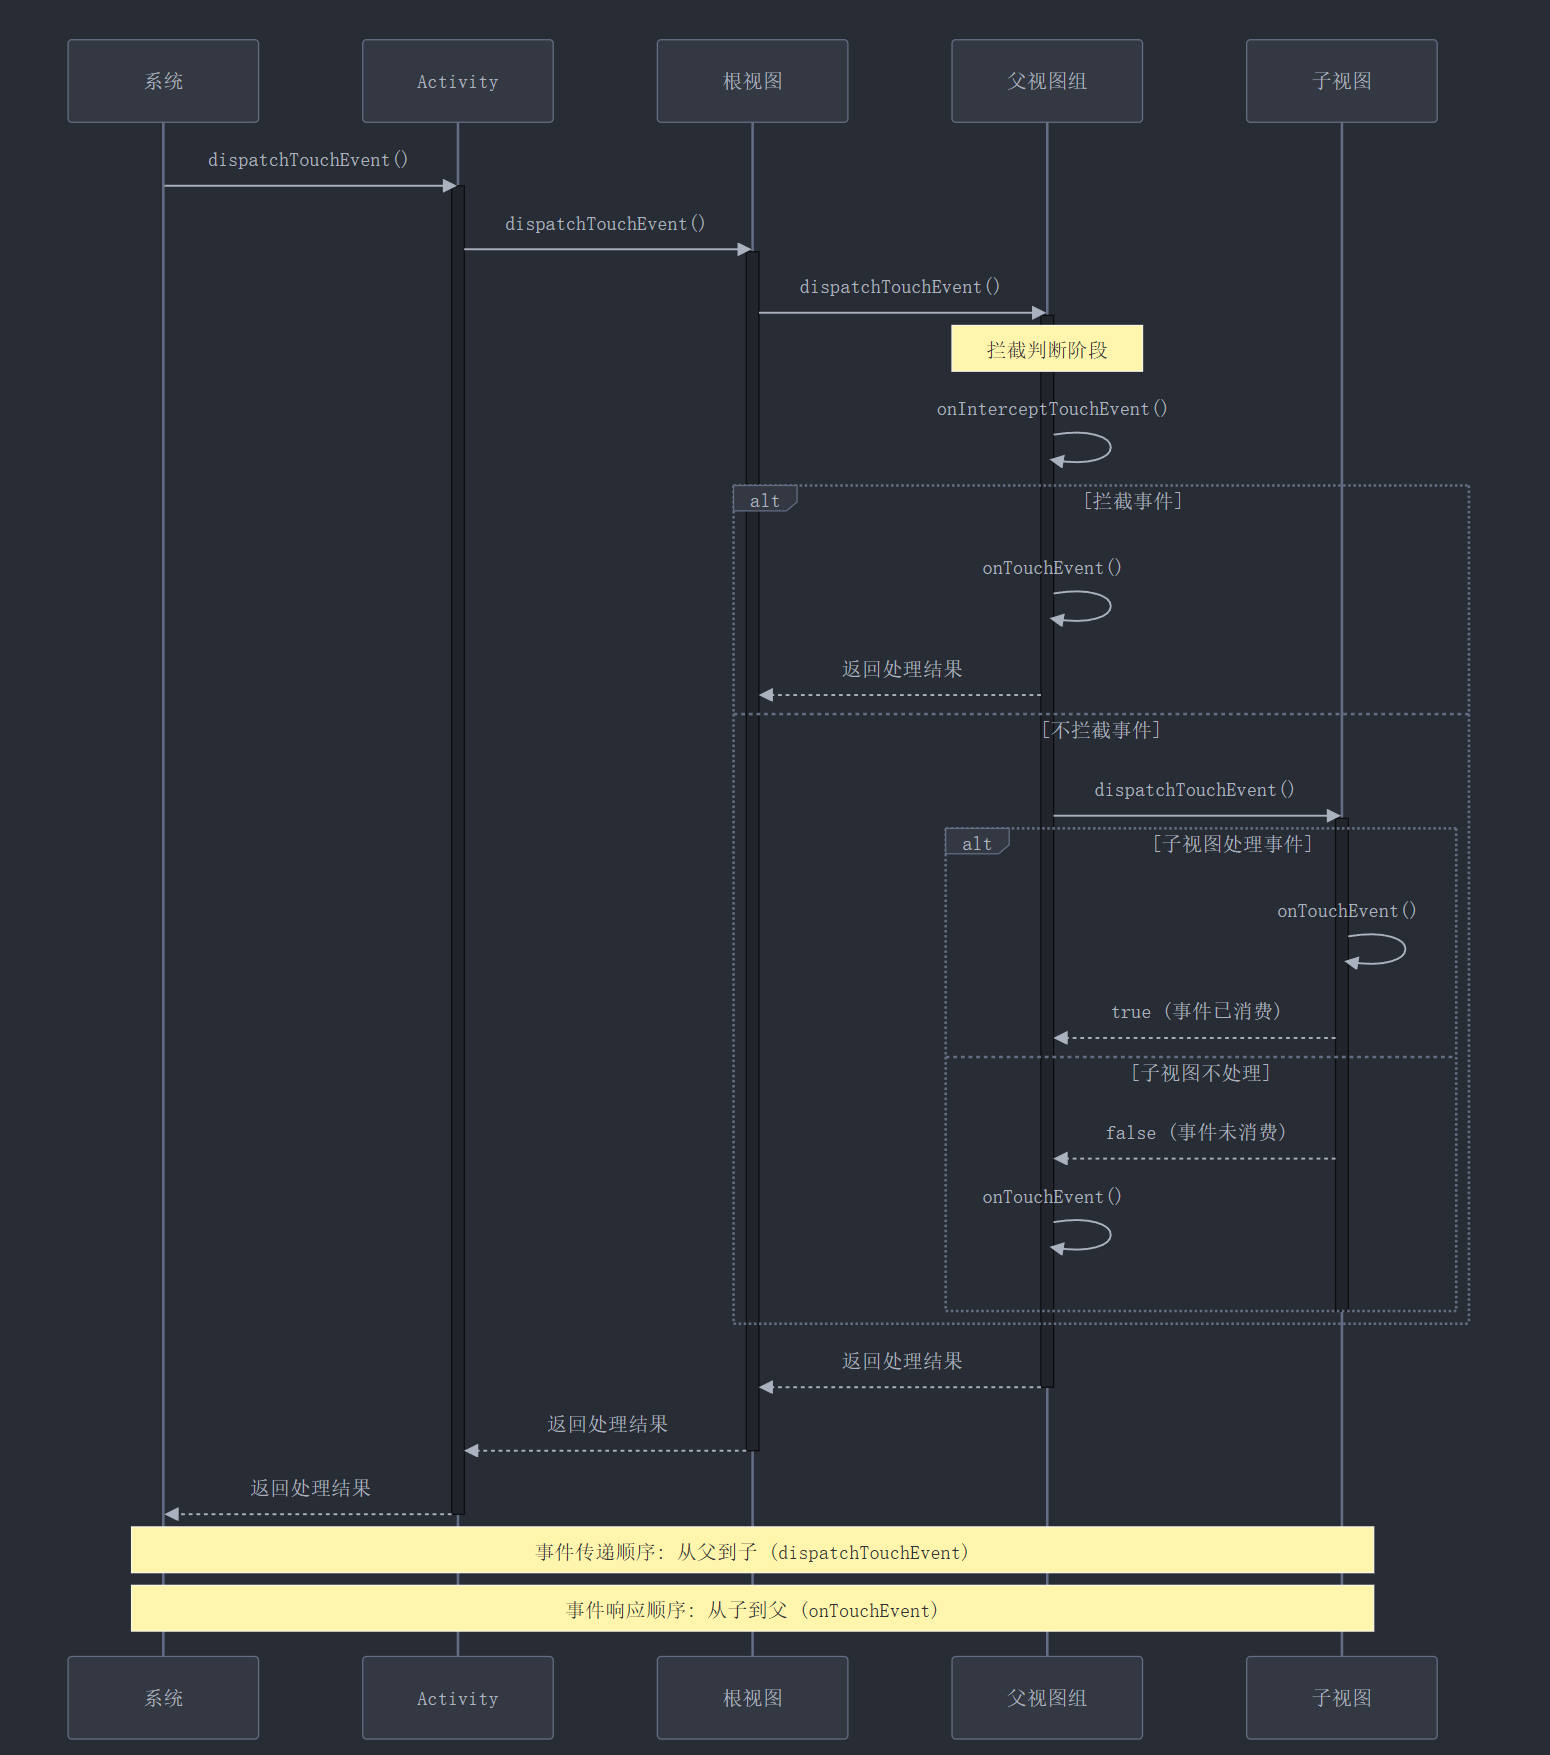 系统
Activity
根视图
父视图组
子视图
dispatchTouchEvent()
dispatchTouchEvent()
dispatchTouchEvent()
拦截判断阶段
onInterceptTouchEvent()
alt
[拦截事件]
onTouchEvent()
返回处理结果
[不拦截事件]
dispatchTouchEvent()
alt
[子视图处理事件]
onTouchEvent()
true (事件已消费)
[子视图不处理]
false (事件未消费)
onTouchEvent()
返回处理结果
返回处理结果
返回处理结果
事件传递顺序: 从父到子 (dispatchTouchEvent)
事件响应顺序: 从子到父 (onTouchEvent)
系统
Activity
根视图
父视图组
子视图